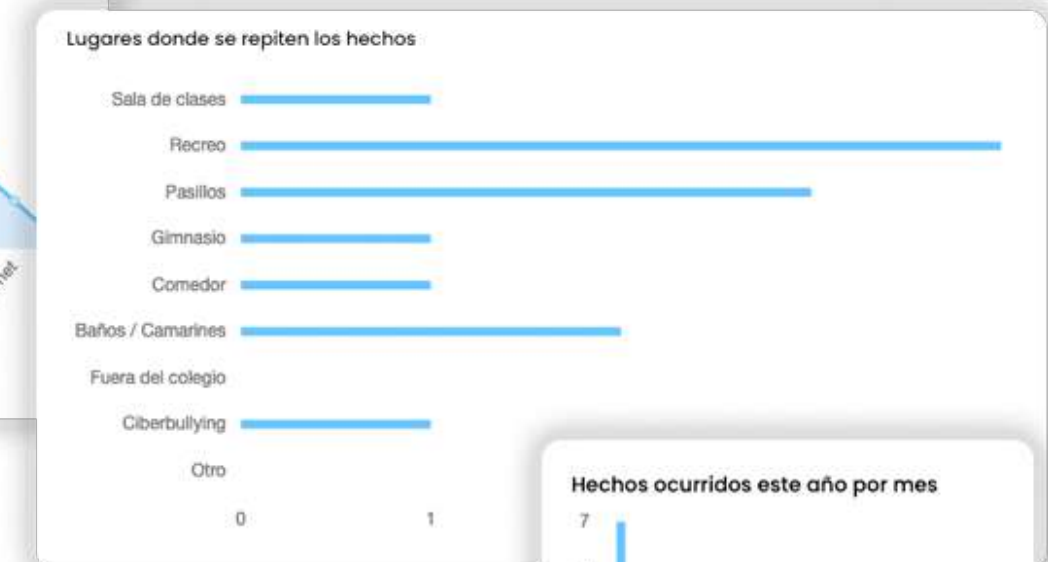 Lugares donde se repiten los hechos
Sala de clases
Recreo
Pasillos
Gimnasio
Comedor
Baños / Camarines
Fuera del colegio
Ciberbullying
Otro
0 1
Hechos ocurridos este año por mes
7